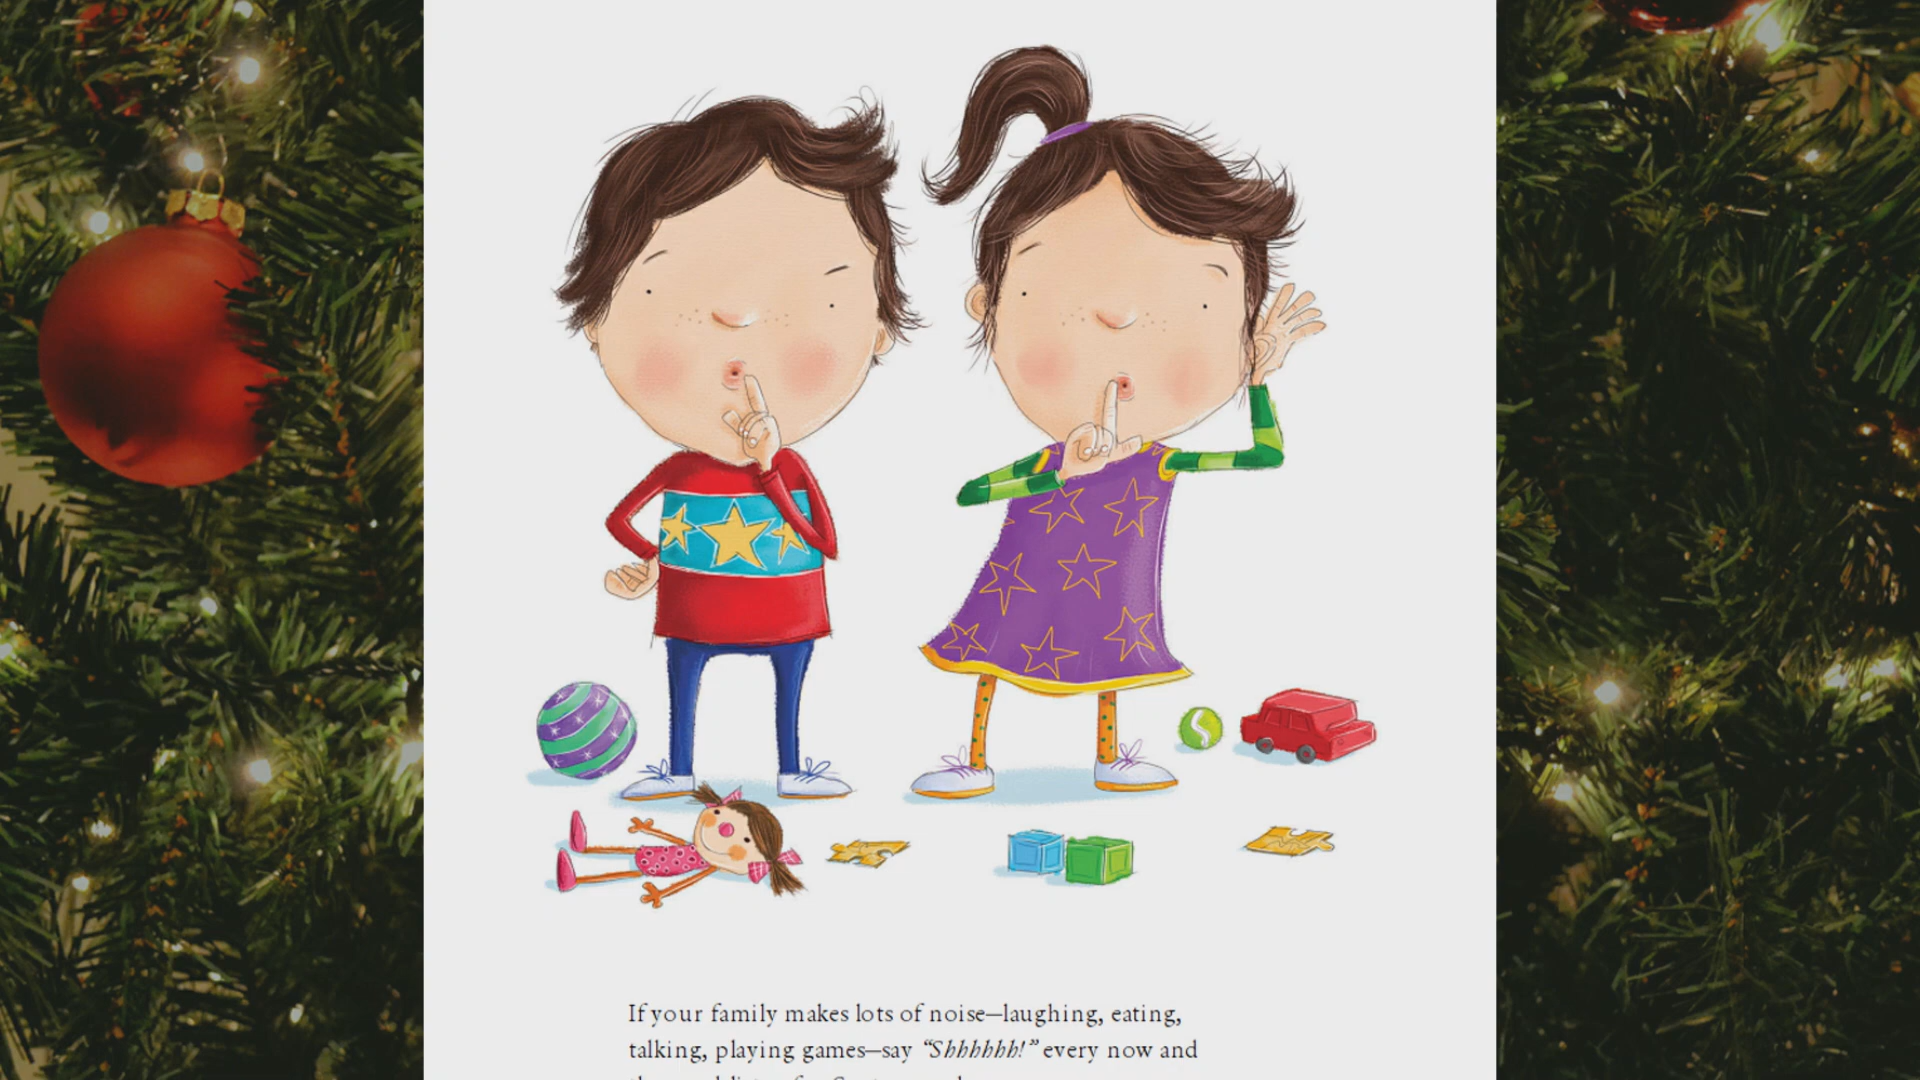 If your family makes lots of noise—laughing, eating,
talking, playing games—say “Shhhhhh!” every now and